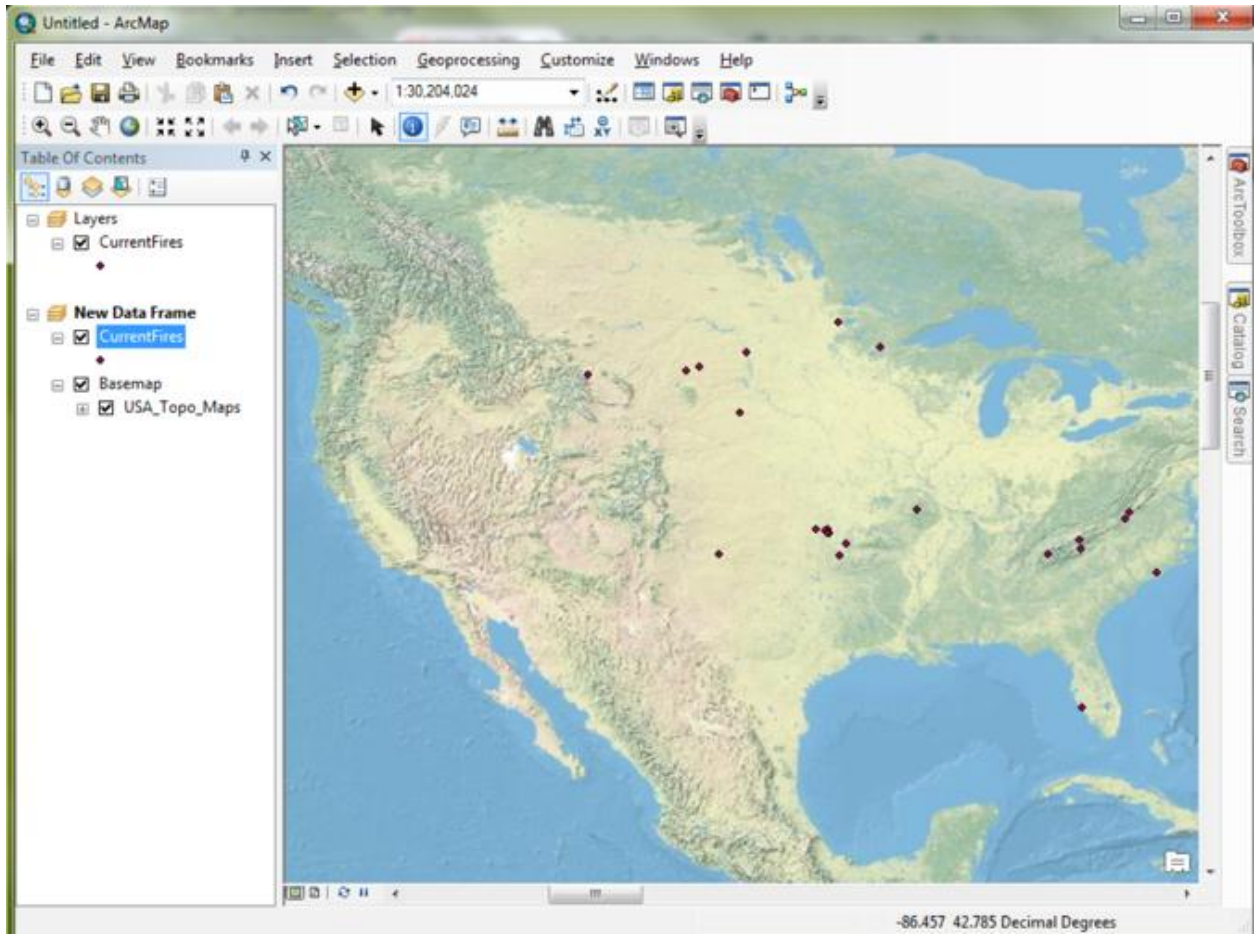 Untitled - ArcMap
File Edit View Bookmarks Insert Selection Geoprocessing Customize Windows Help
1:30,204,024
Table Of Contents
Layers
CurrentFires
New Data Frame
CurrentFires
Basemap
USA_Topo_Maps
ArcToolbox
Catalog
Search
-86.457 42.785 Decimal Degrees